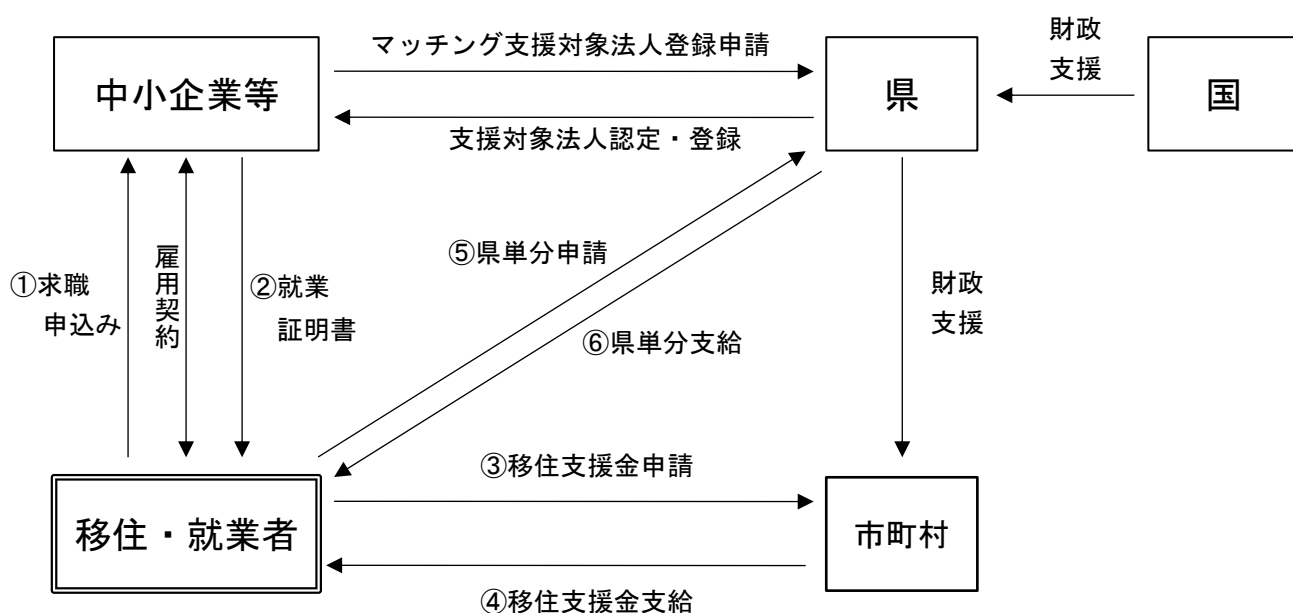 マッチング支援対象法人登録申請
財政
支援
中小企業等
県
国
支援対象法人認定・登録
①求職
申込み
雇用契約
②就業
証明書
⑤県単分申請
⑥県単分支給
財政
支援
③移住支援金申請
移住・就業者
市町村
④移住支援金支給